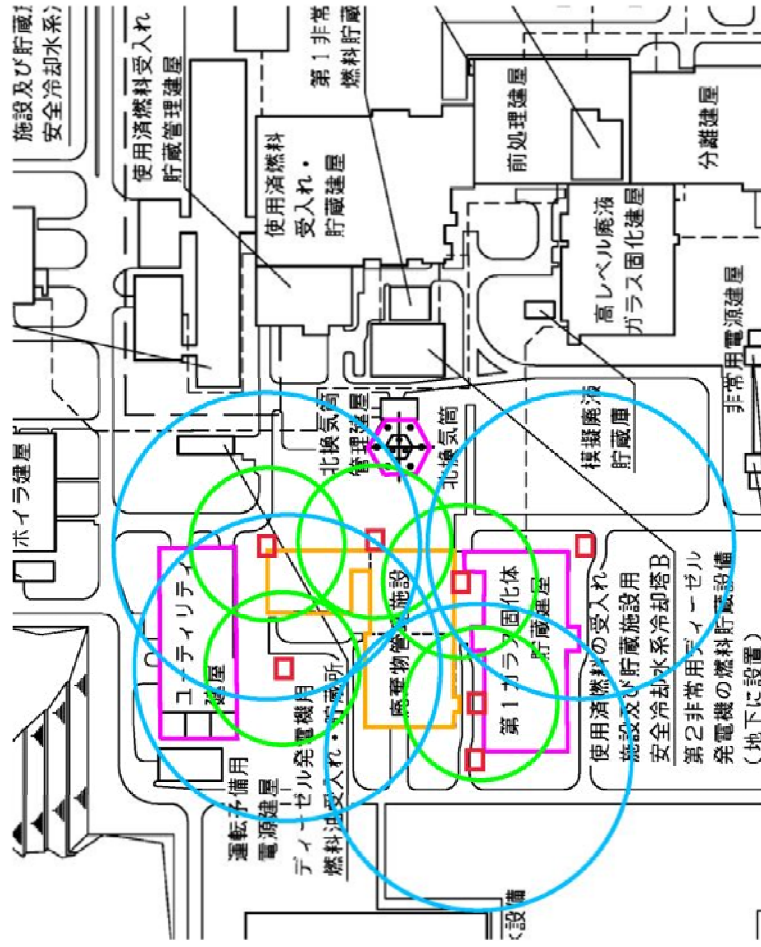 施設及び貯蔵
安全冷却水系冷
使用済燃料受入れ・
貯蔵管理建屋
第1非常
燃料貯蔵
使用済燃料
受入れ・
貯蔵建屋
前処理建屋
分離建屋
高レベル廃液
ガラス固化建屋
非常用電源建屋
ボイラ建屋
北換気筒
管理建屋
北換気筒
模擬廃液
貯蔵庫
ユーティリティ
建屋
廃棄物管理施設
第1ガラス固化体
貯蔵建屋
運転予備用
電源建屋
ディーゼル発電機用
燃料油受入れ・貯蔵所
使用済燃料の受入れ
施設及び貯蔵施設用
安全冷却水系冷却塔B
第2非常用ディーゼル
発電機の燃料貯蔵設備
(地下に設置)
設備